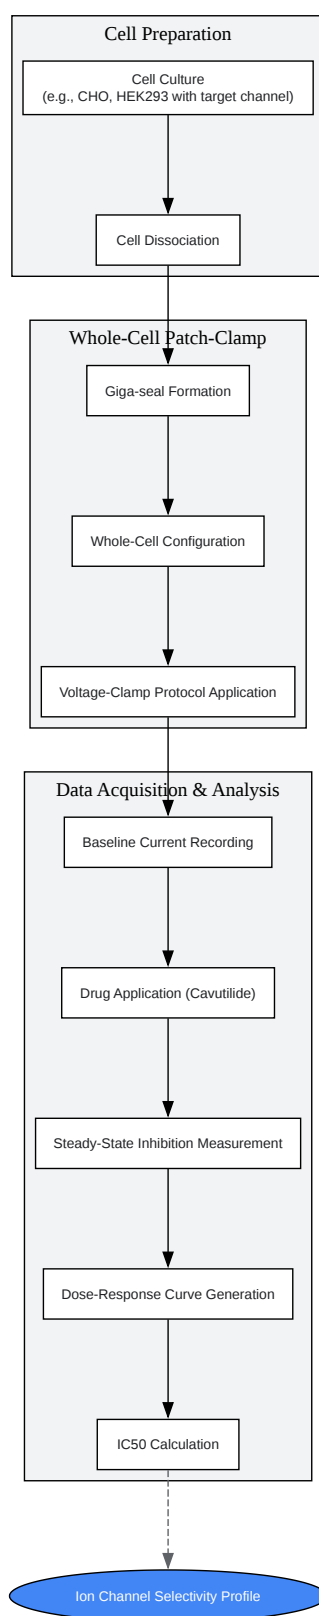 Cell Preparation
Cell Culture
(e.g., CHO, HEK293 with target channel)
Cell Dissociation
Whole-Cell Patch-Clamp
Giga-seal Formation
Whole-Cell Configuration
Voltage-Clamp Protocol Application
Data Acquisition & Analysis
Baseline Current Recording
Drug Application (Cavutilide)
Steady-State Inhibition Measurement
Dose-Response Curve Generation
IC50 Calculation
Ion Channel Selectivity Profile